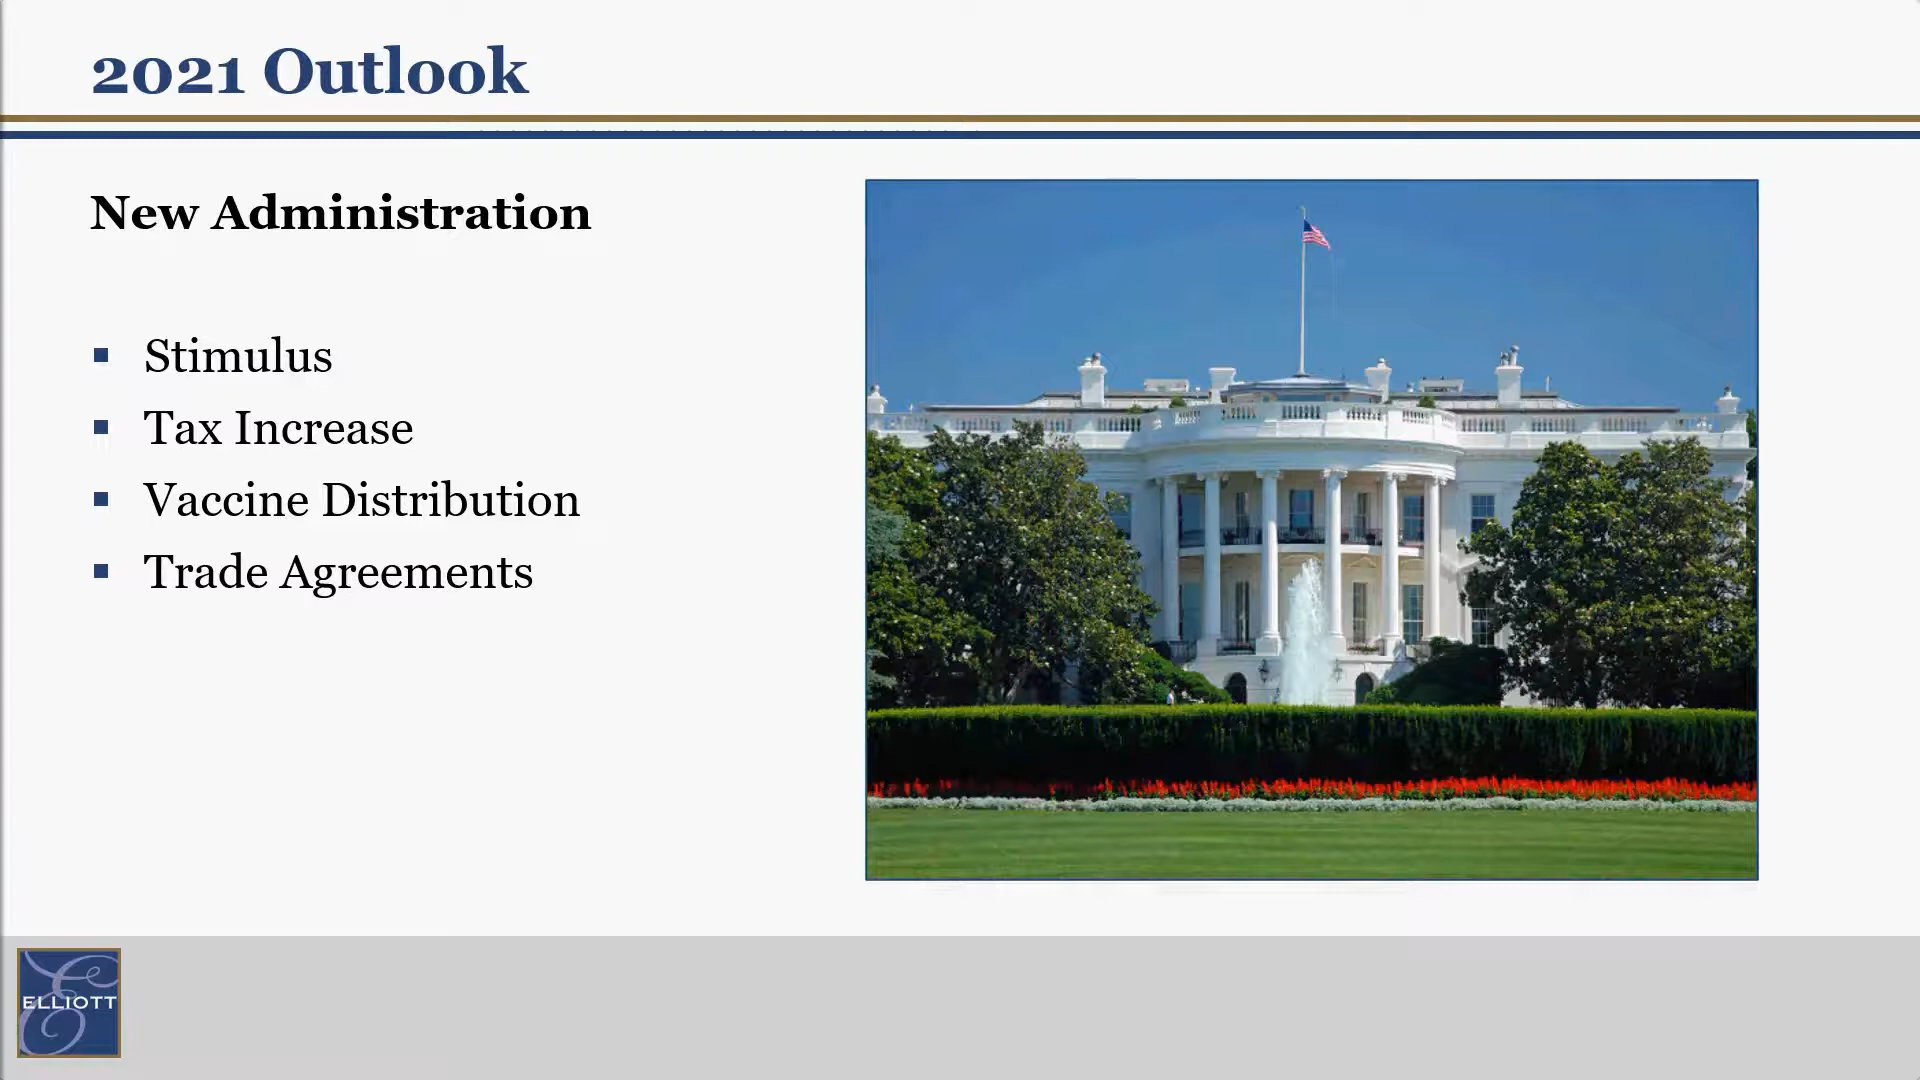 2021 Outlook
New Administration
Stimulus
Tax Increase
Vaccine Distribution
Trade Agreements
ELLIOTT